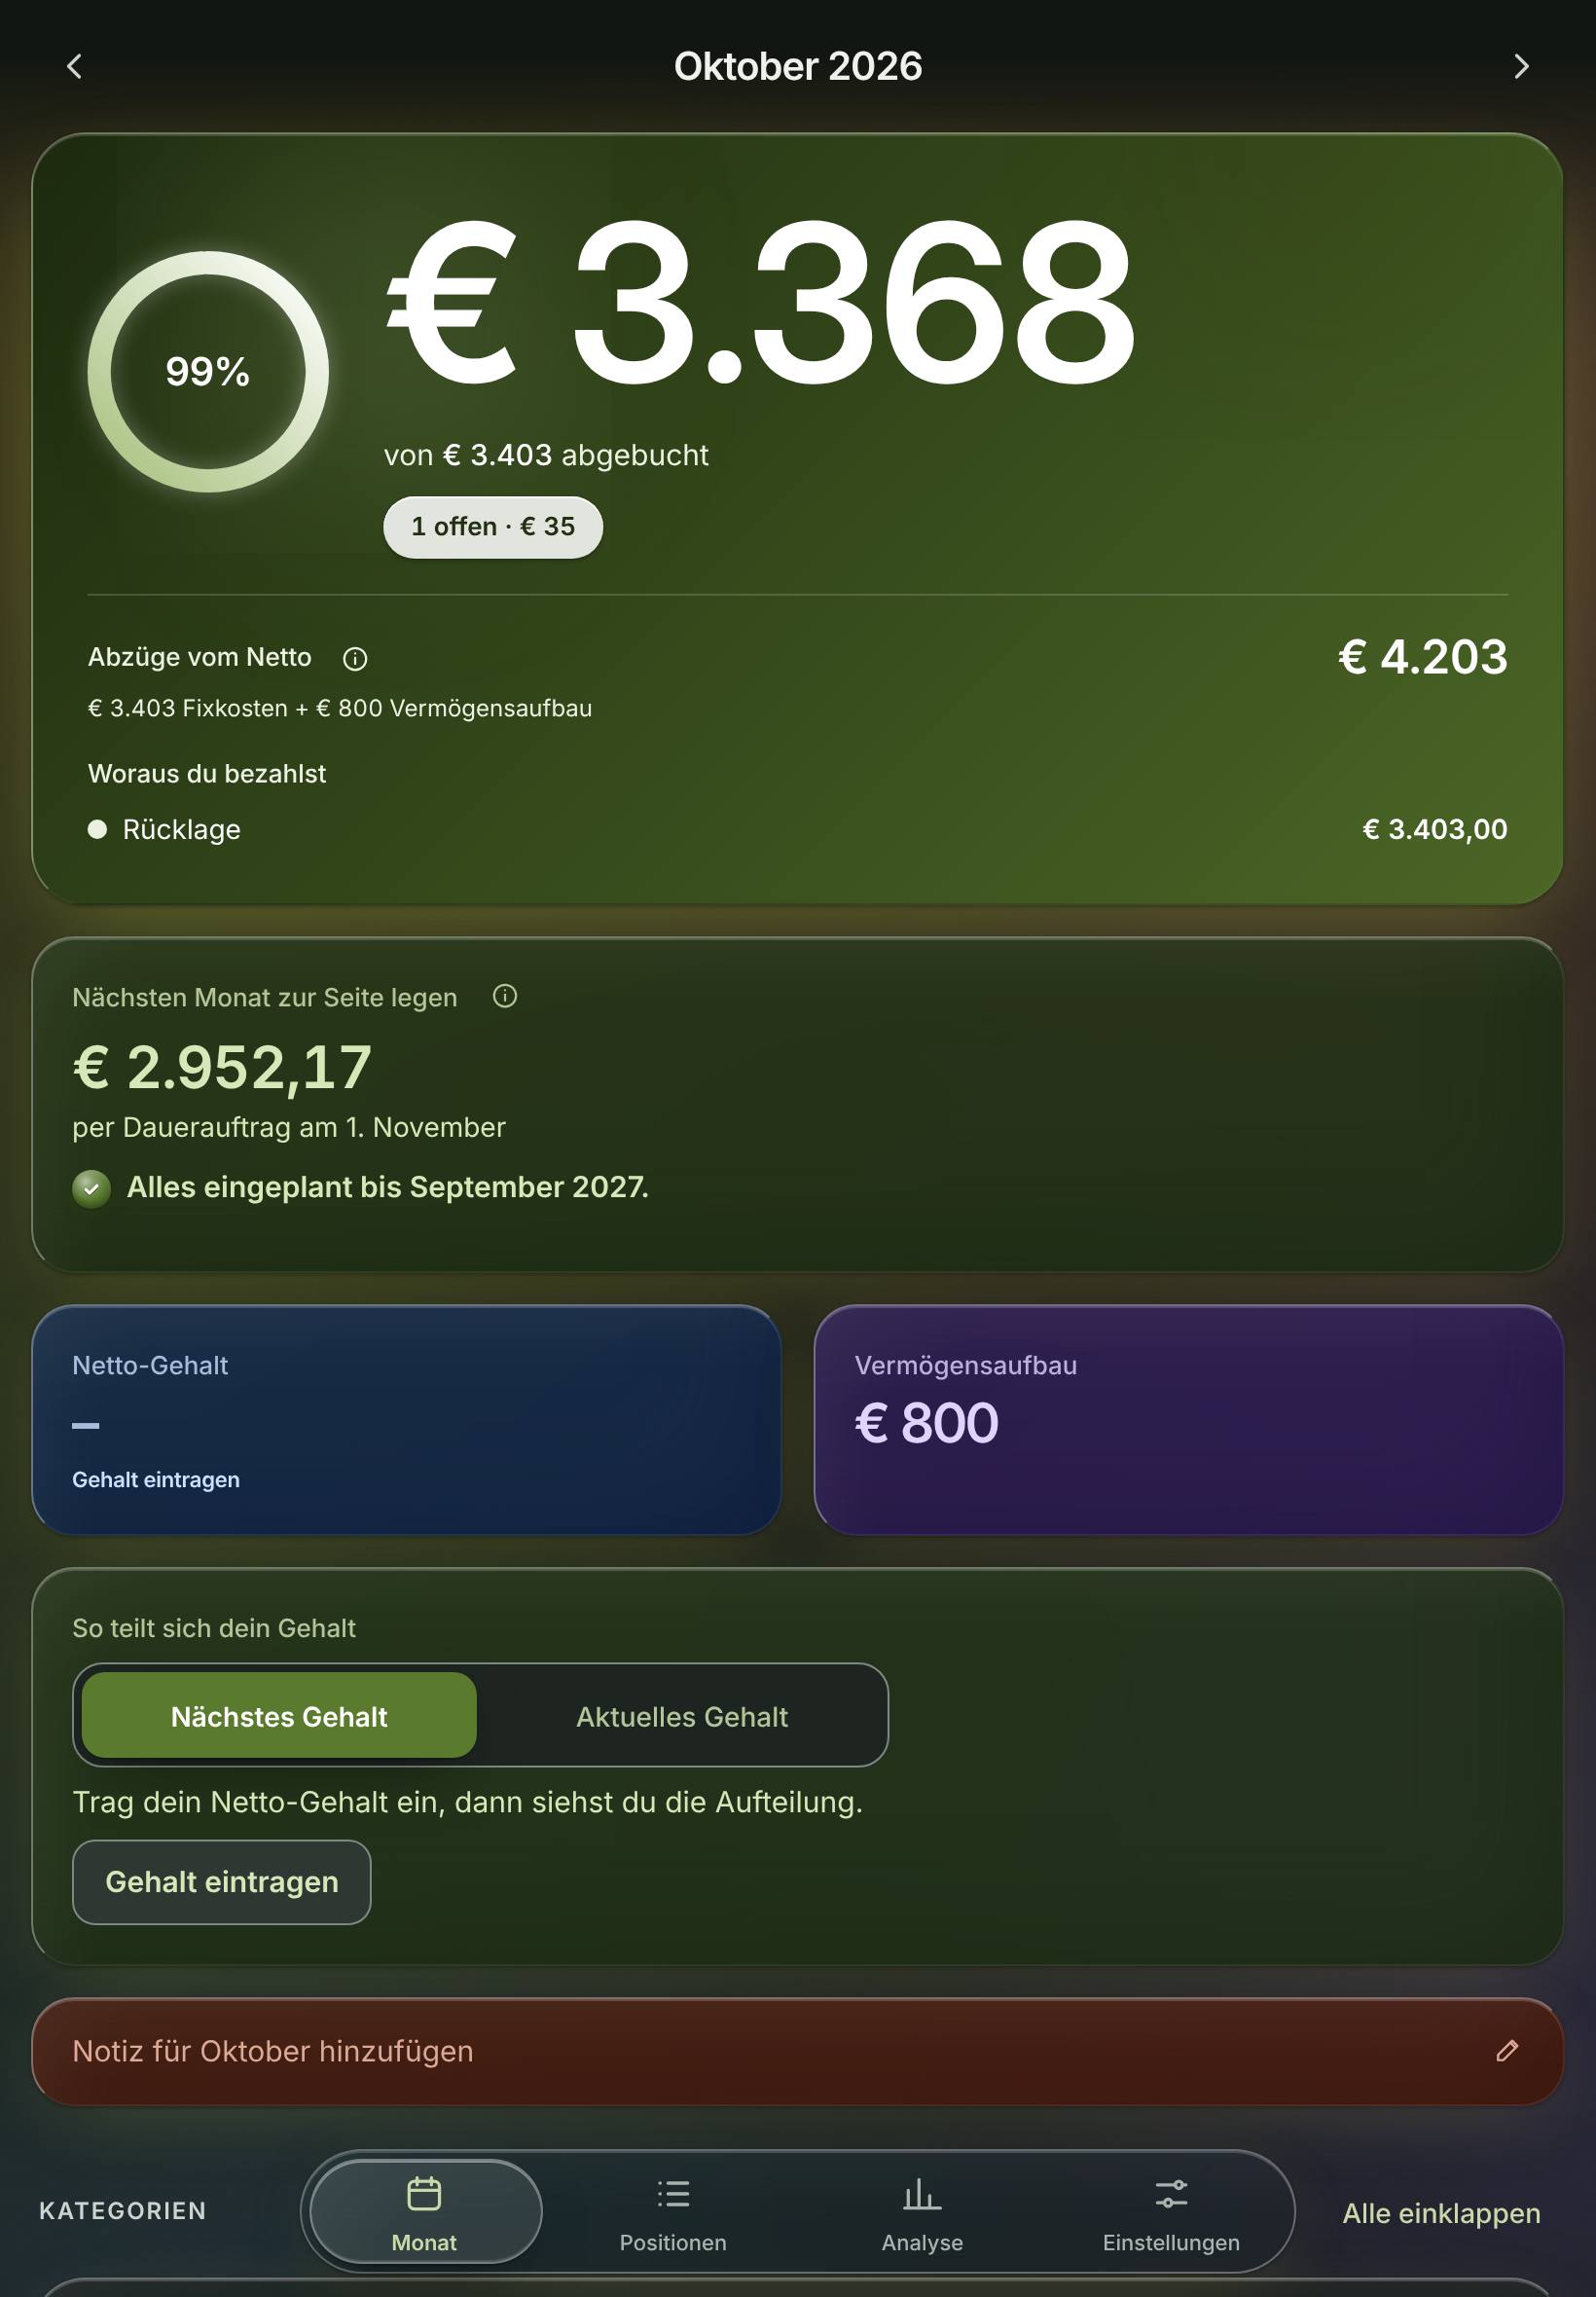 Oktober 2026
€ 3.368
99%
von € 3.403 abgebucht
1 offen · € 35
Abzüge vom Netto
€ 4.203
€ 3.403 Fixkosten + € 800 Vermögensaufbau
Woraus du bezahlst
Rücklage
€ 3.403,00
Nächsten Monat zur Seite legen
€ 2.952,17
per Dauerauftrag am 1. November
Alles eingeplant bis September 2027.
Netto-Gehalt
–
Gehalt eintragen
Vermögensaufbau
€ 800
So teilt sich dein Gehalt
Nächstes Gehalt
Aktuelles Gehalt
Trag dein Netto-Gehalt ein, dann siehst du die Aufteilung.
Gehalt eintragen
Notiz für Oktober hinzufügen
KATEGORIEN
Monat
Positionen
Analyse
Einstellungen
Alle einklappen